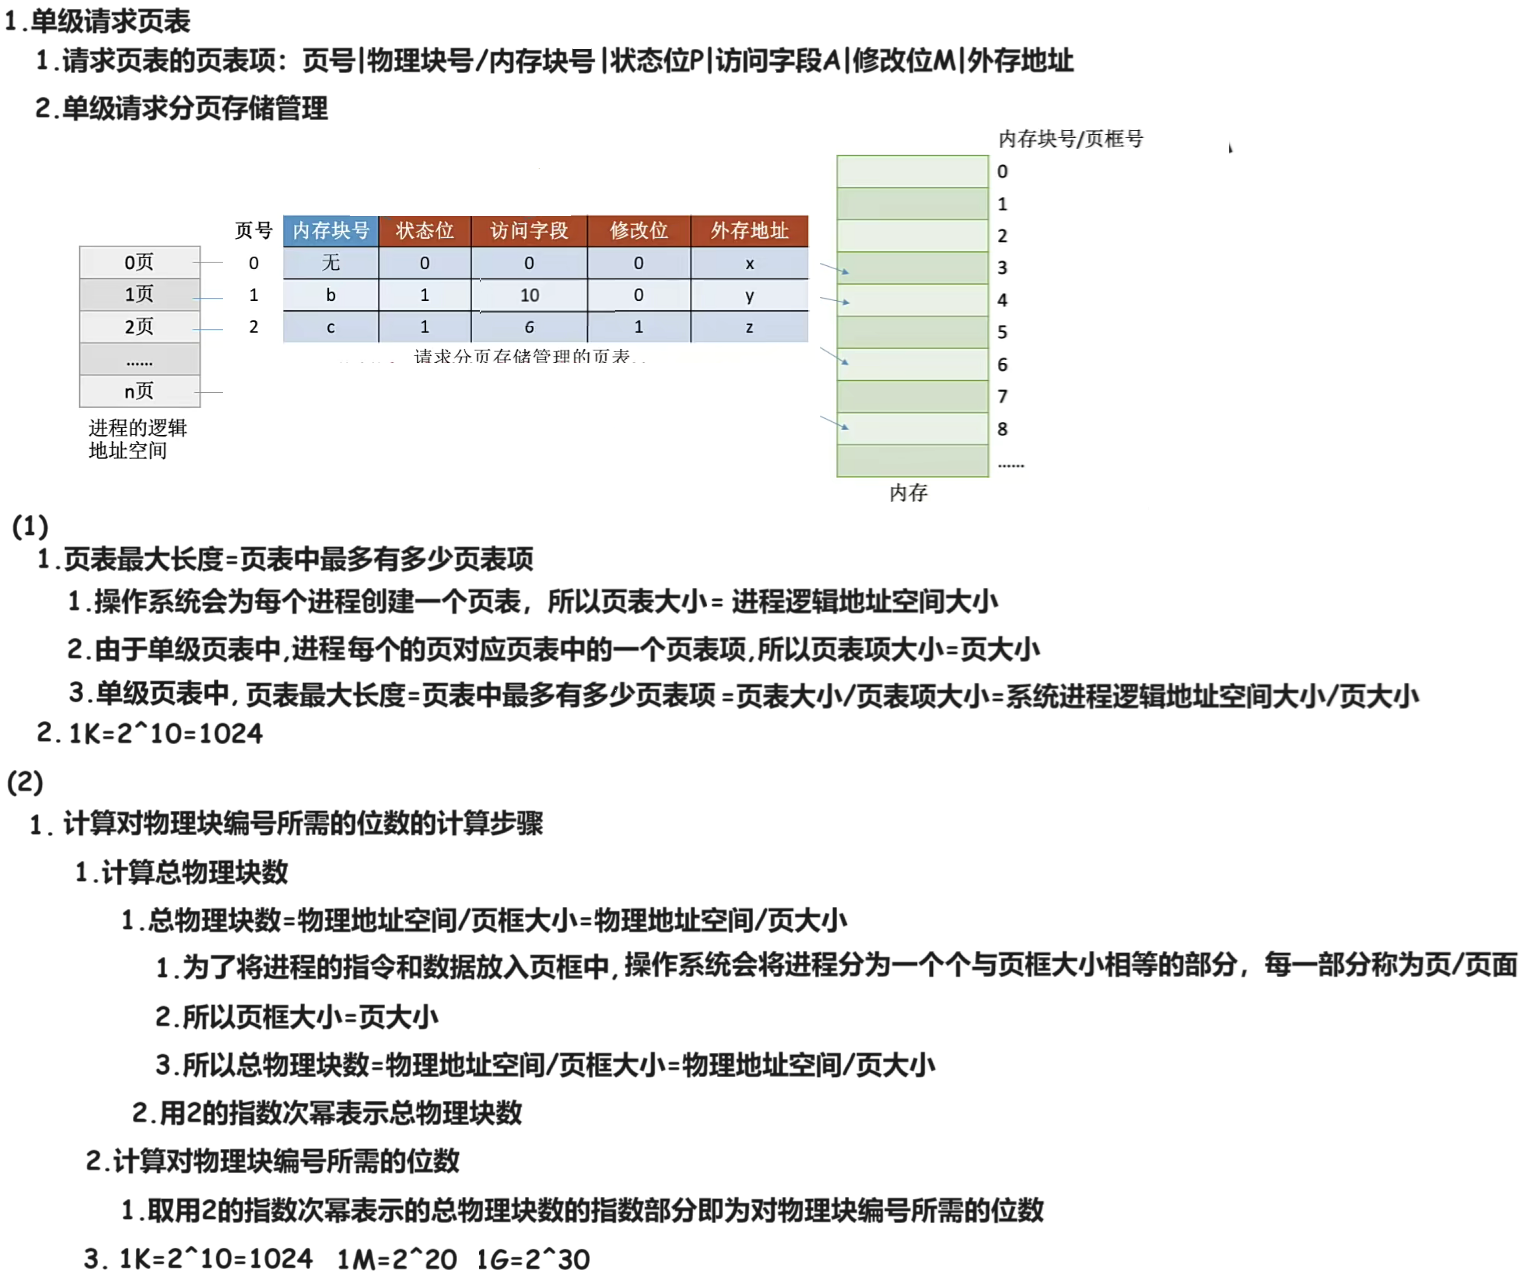 1.单级请求页表
1.请求页表的页表项：页号|物理块号/内存块号|状态位P|访问字段A|修改位M|外存地址
2.单级请求分页存储管理
内存块号/页框号
页号 内存块号 状态位 访问字段 修改位 外存地址
0页 0 无 0 0 0 x
1页 1 b 1 10 0 y
2页 2 c 1 6 1 z
......
n页
请求分页存储管理的页表
进程的逻辑
地址空间
0
1
2
3
4
5
6
7
8
......
内存
(1)
1.页表最大长度=页表中最多有多少页表项
1.操作系统会为每个进程创建一个页表，所以页表大小= 进程逻辑地址空间大小
2.由于单级页表中,进程每个的页对应页表中的一个页表项,所以页表项大小=页大小
3.单级页表中, 页表最大长度=页表中最多有多少页表项 =页表大小/页表项大小=系统进程逻辑地址空间大小/页大小
2. 1K=2^10=1024
(2)
1. 计算对物理块编号所需的位数的计算步骤
1.计算总物理块数
1.总物理块数=物理地址空间/页框大小=物理地址空间/页大小
1.为了将进程的指令和数据放入页框中,操作系统会将进程分为一个个与页框大小相等的部分，每一部分称为页/页面
2.所以页框大小=页大小
3.所以总物理块数=物理地址空间/页框大小=物理地址空间/页大小
2.用2的指数次幂表示总物理块数
2.计算对物理块编号所需的位数
1.取用2的指数次幂表示的总物理块数的指数部分即为对物理块编号所需的位数
3. 1K=2^10=1024 1M=2^20 1G=2^30